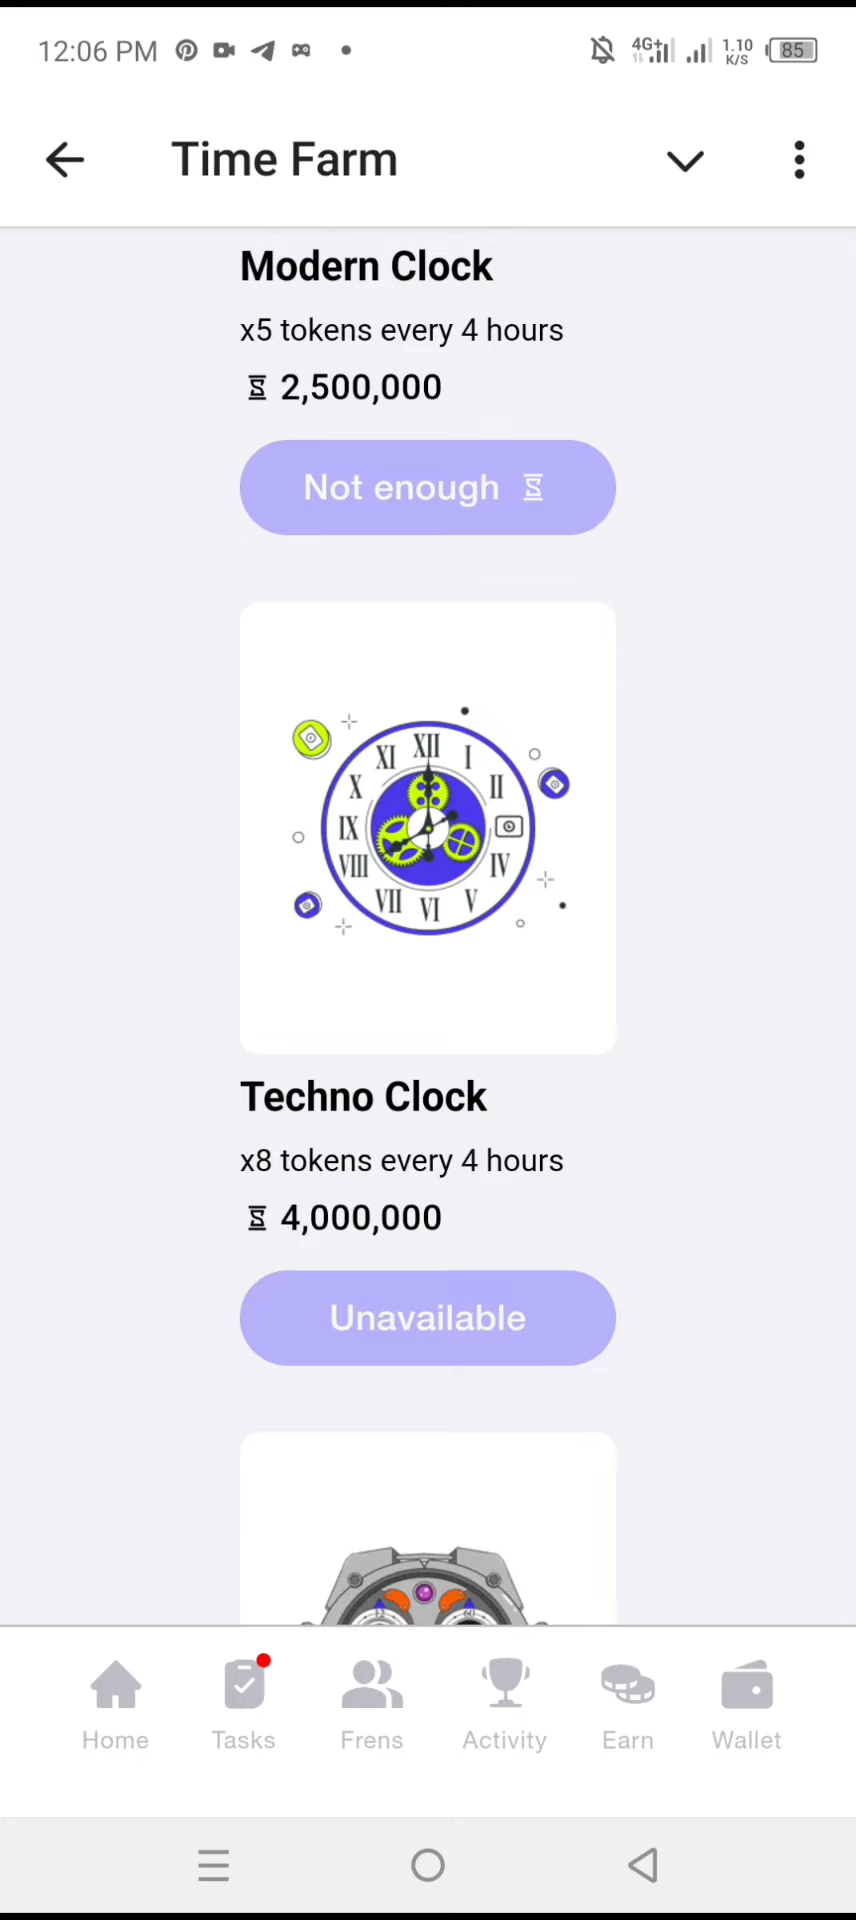 12:06 PM
4G+
1.10
K/S
85
Time Farm
Modern Clock
x5 tokens every 4 hours
2,500,000
Not enough
XII
XI
I
X
II
IX
VIII
IV
VII
VI
V
Techno Clock
x8 tokens every 4 hours
4,000,000
Unavailable
12
60
Home
Tasks
Frens
Activity
Earn
Wallet